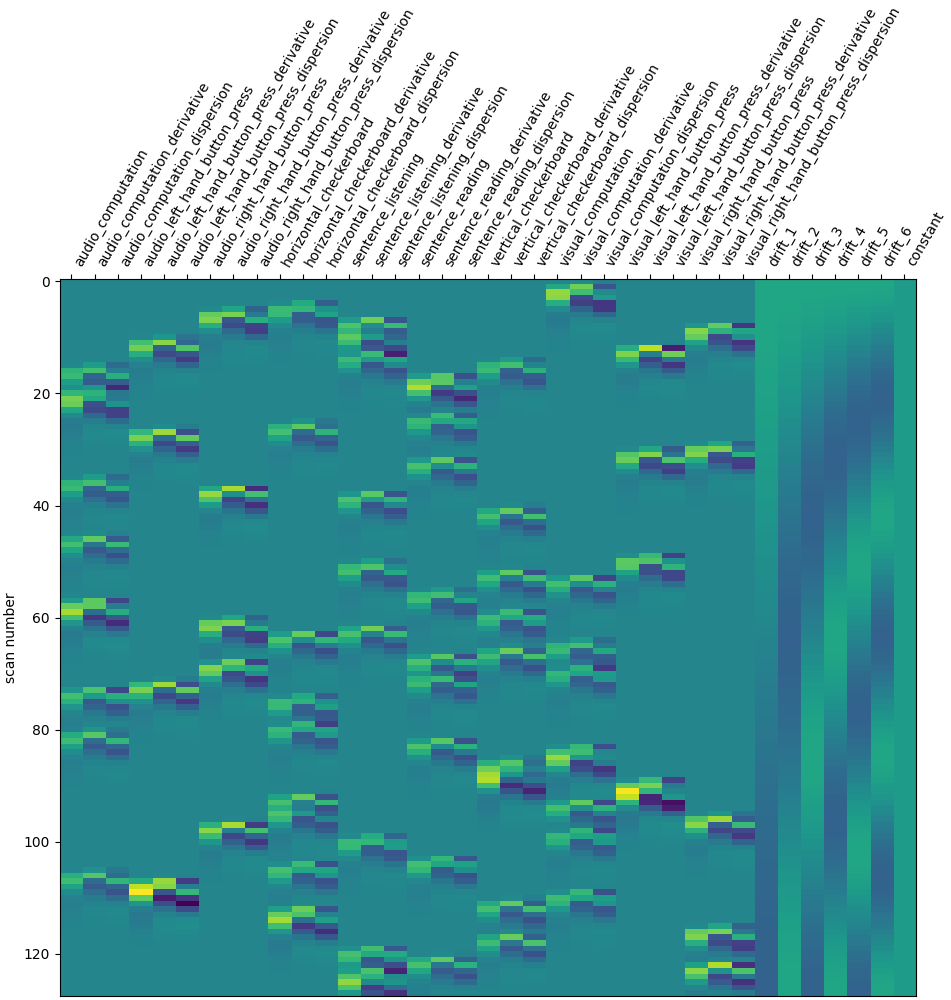 audio_computation
audio_computation_derivative
audio_computation_dispersion
audio_left_hand_button_press
audio_left_hand_button_press_derivative
audio_left_hand_button_press_dispersion
audio_right_hand_button_press
audio_right_hand_button_press_derivative
audio_right_hand_button_press_dispersion
horizontal_checkerboard
horizontal_checkerboard_derivative
horizontal_checkerboard_dispersion
sentence_listening
sentence_listening_derivative
sentence_listening_dispersion
sentence_reading
sentence_reading_derivative
sentence_reading_dispersion
vertical_checkerboard
vertical_checkerboard_derivative
vertical_checkerboard_dispersion
visual_computation
visual_computation_derivative
visual_computation_dispersion
visual_left_hand_button_press
visual_left_hand_button_press_derivative
visual_left_hand_button_press_dispersion
visual_right_hand_button_press
visual_right_hand_button_press_derivative
visual_right_hand_button_press_dispersion
drift_1
drift_2
drift_3
drift_4
drift_5
drift_6
constant
0
20
40
60
80
100
120
scan number